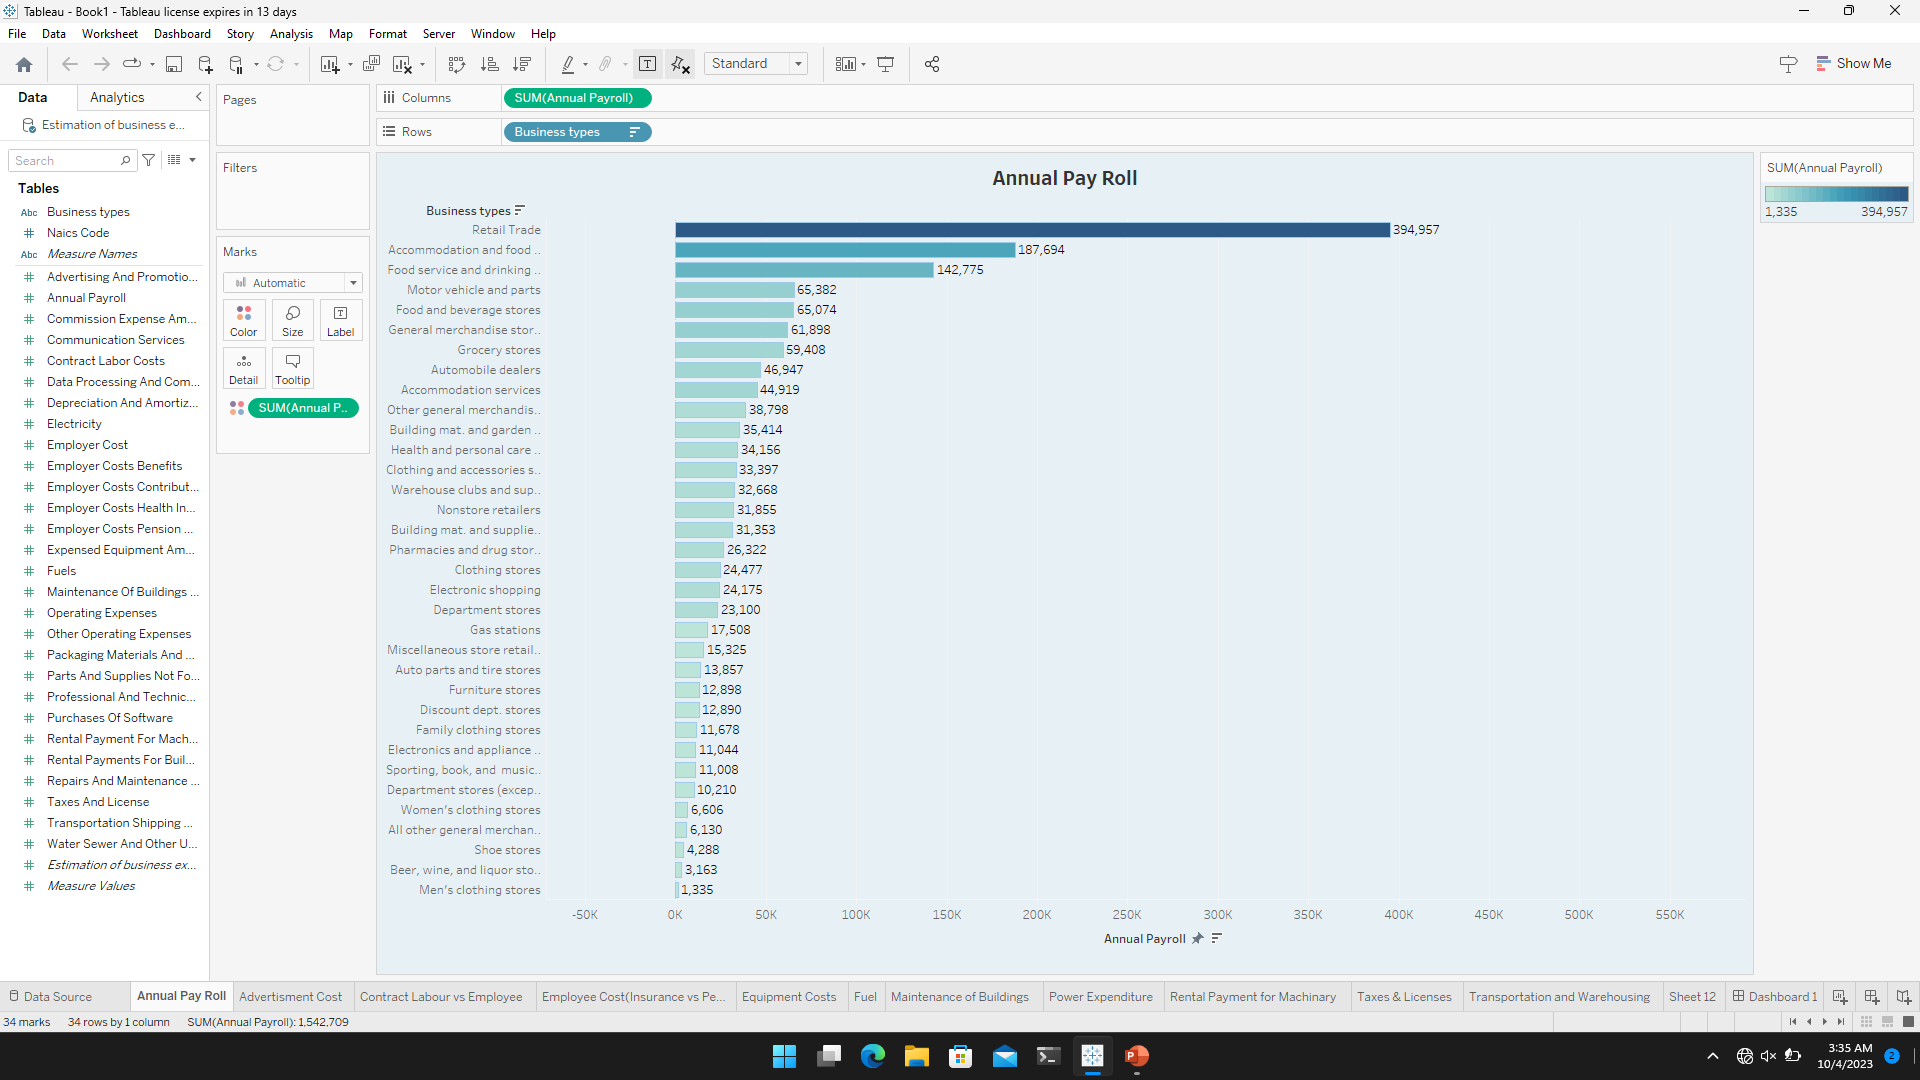 Tableau - Book1 - Tableau license expires in 13 days
File Data Worksheet Dashboard Story Analysis Map Format Server Window Help
Standard
Show Me
Data Analytics
Estimation of business e...
Search
Tables
Abc Business types
# Naics Code
Abc Measure Names
# Advertising And Promotio...
# Annual Payroll
# Commission Expense Am...
# Communication Services
# Contract Labor Costs
# Data Processing And Com...
# Depreciation And Amortiz...
# Electricity
# Employer Cost
# Employer Costs Benefits
# Employer Costs Contribut...
# Employer Costs Health In...
# Employer Costs Pension ...
# Expensed Equipment Am...
# Fuels
# Maintenance Of Buildings ...
# Operating Expenses
# Other Operating Expenses
# Packaging Materials And ...
# Parts And Supplies Not Fo...
# Professional And Technic...
# Purchases Of Software
# Rental Payment For Mach...
# Rental Payments For Buil...
# Repairs And Maintenance ...
# Taxes And License
# Transportation Shipping ...
# Water Sewer And Other U...
# Estimation of business ex...
# Measure Values
Pages
Filters
Marks
Automatic
Color Size Label
Detail Tooltip
SUM(Annual P..
Columns SUM(Annual Payroll)
Rows Business types
Annual Pay Roll
Business types
Retail Trade 394,957
Accommodation and food .. 187,694
Food service and drinking .. 142,775
Motor vehicle and parts 65,382
Food and beverage stores 65,074
General merchandise stor.. 61,898
Grocery stores 59,408
Automobile dealers 46,947
Accommodation services 44,919
Other general merchandis.. 38,798
Building mat. and garden .. 35,414
Health and personal care .. 34,156
Clothing and accessories s.. 33,397
Warehouse clubs and sup.. 32,668
Nonstore retailers 31,855
Building mat. and supplie.. 31,353
Pharmacies and drug stor.. 26,322
Clothing stores 24,477
Electronic shopping 24,175
Department stores 23,100
Gas stations 17,508
Miscellaneous store retail.. 15,325
Auto parts and tire stores 13,857
Furniture stores 12,898
Discount dept. stores 12,890
Family clothing stores 11,678
Electronics and appliance .. 11,044
Sporting, book, and music.. 11,008
Department stores (excep.. 10,210
Women's clothing stores 6,606
All other general merchan.. 6,130
Shoe stores 4,288
Beer, wine, and liquor sto.. 3,163
Men's clothing stores 1,335
-50K 0K 50K 100K 150K 200K 250K 300K 350K 400K 450K 500K 550K
Annual Payroll
SUM(Annual Payroll)
1,335 394,957
Data Source Annual Pay Roll Advertisment Cost Contract Labour vs Employee Employee Cost(Insurance vs Pe... Equipment Costs Fuel Maintenance of Buildings Power Expenditure Rental Payment for Machinary Taxes & Licenses Transportation and Warehousing Sheet 12 Dashboard 1
34 marks 34 rows by 1 column SUM(Annual Payroll): 1,542,709
3:35 AM
10/4/2023
2